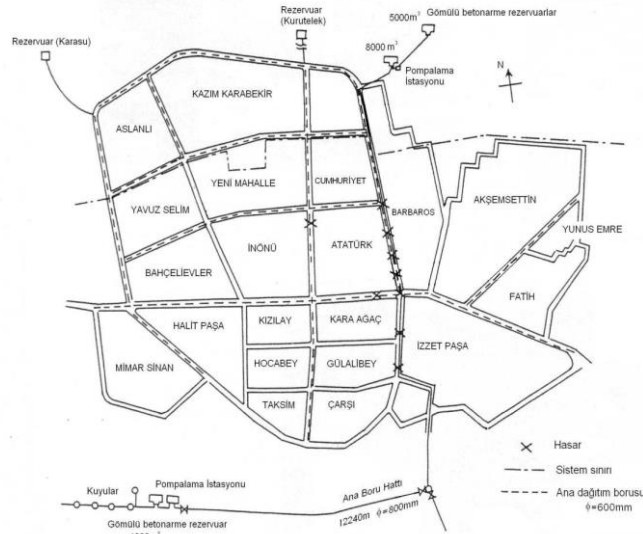 Rezervuar
(Kurutelek)
5000m³
Gömülü betonarme rezervuarlar
Rezervuar (Karasu)
8000 m³
Pompalama
İstasyonu
N
KAZIM KARABEKİR
ASLANLI
YENİ MAHALLE
CUMHURİYET
YAVUZ SELİM
BARBAROS
AKŞEMSETTİN
YUNUS EMRE
İNÖNÜ
ATATÜRK
BAHÇELİEVLER
FATİH
HALİT PAŞA
KIZILAY
KARA AĞAÇ
İZZET PAŞA
MİMAR SİNAN
HOCABEY
GÜLALİBEY
TAKSİM
ÇARŞI
Hasar
Sistem sınırı
Ana dağıtım borusu
φ=600mm
Kuyular
Pompalama İstasyonu
Ana Boru Hattı
12240m φ=800mm
Gömülü betonarme rezervuar